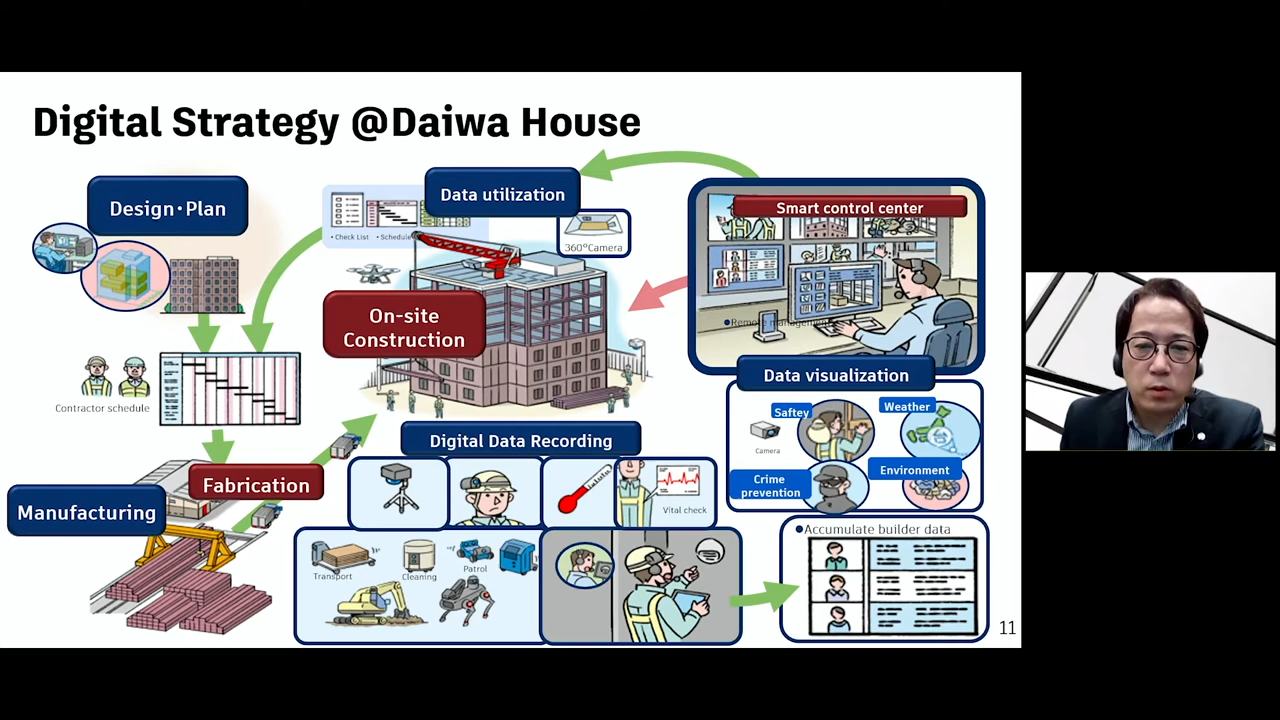 Digital Strategy @Daiwa House
Design・Plan
Data utilization
Smart control center
• Check List • Schedule
360°Camera
On-site
Construction
●Remote management
Data visualization
Contractor schedule
Saftey
Weather
Camera
Digital Data Recording
Crime
prevention
Environment
Fabrication
Manufacturing
Vital check
●Accumulate builder data
Transport
Cleaning
Patrol
11